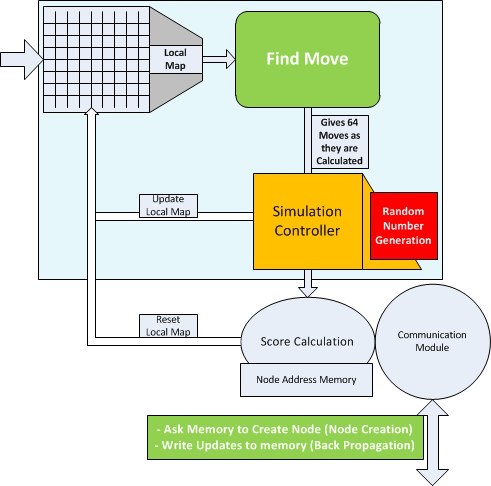 Local
Map
Find Move
Gives 64
Moves as
they are
Calculated
Update
Local Map
Simulation
Controller
Random
Number
Generation
Reset
Local Map
Score Calculation
Node Address Memory
Communication
Module
- Ask Memory to Create Node (Node Creation)
- Write Updates to memory (Back Propagation)